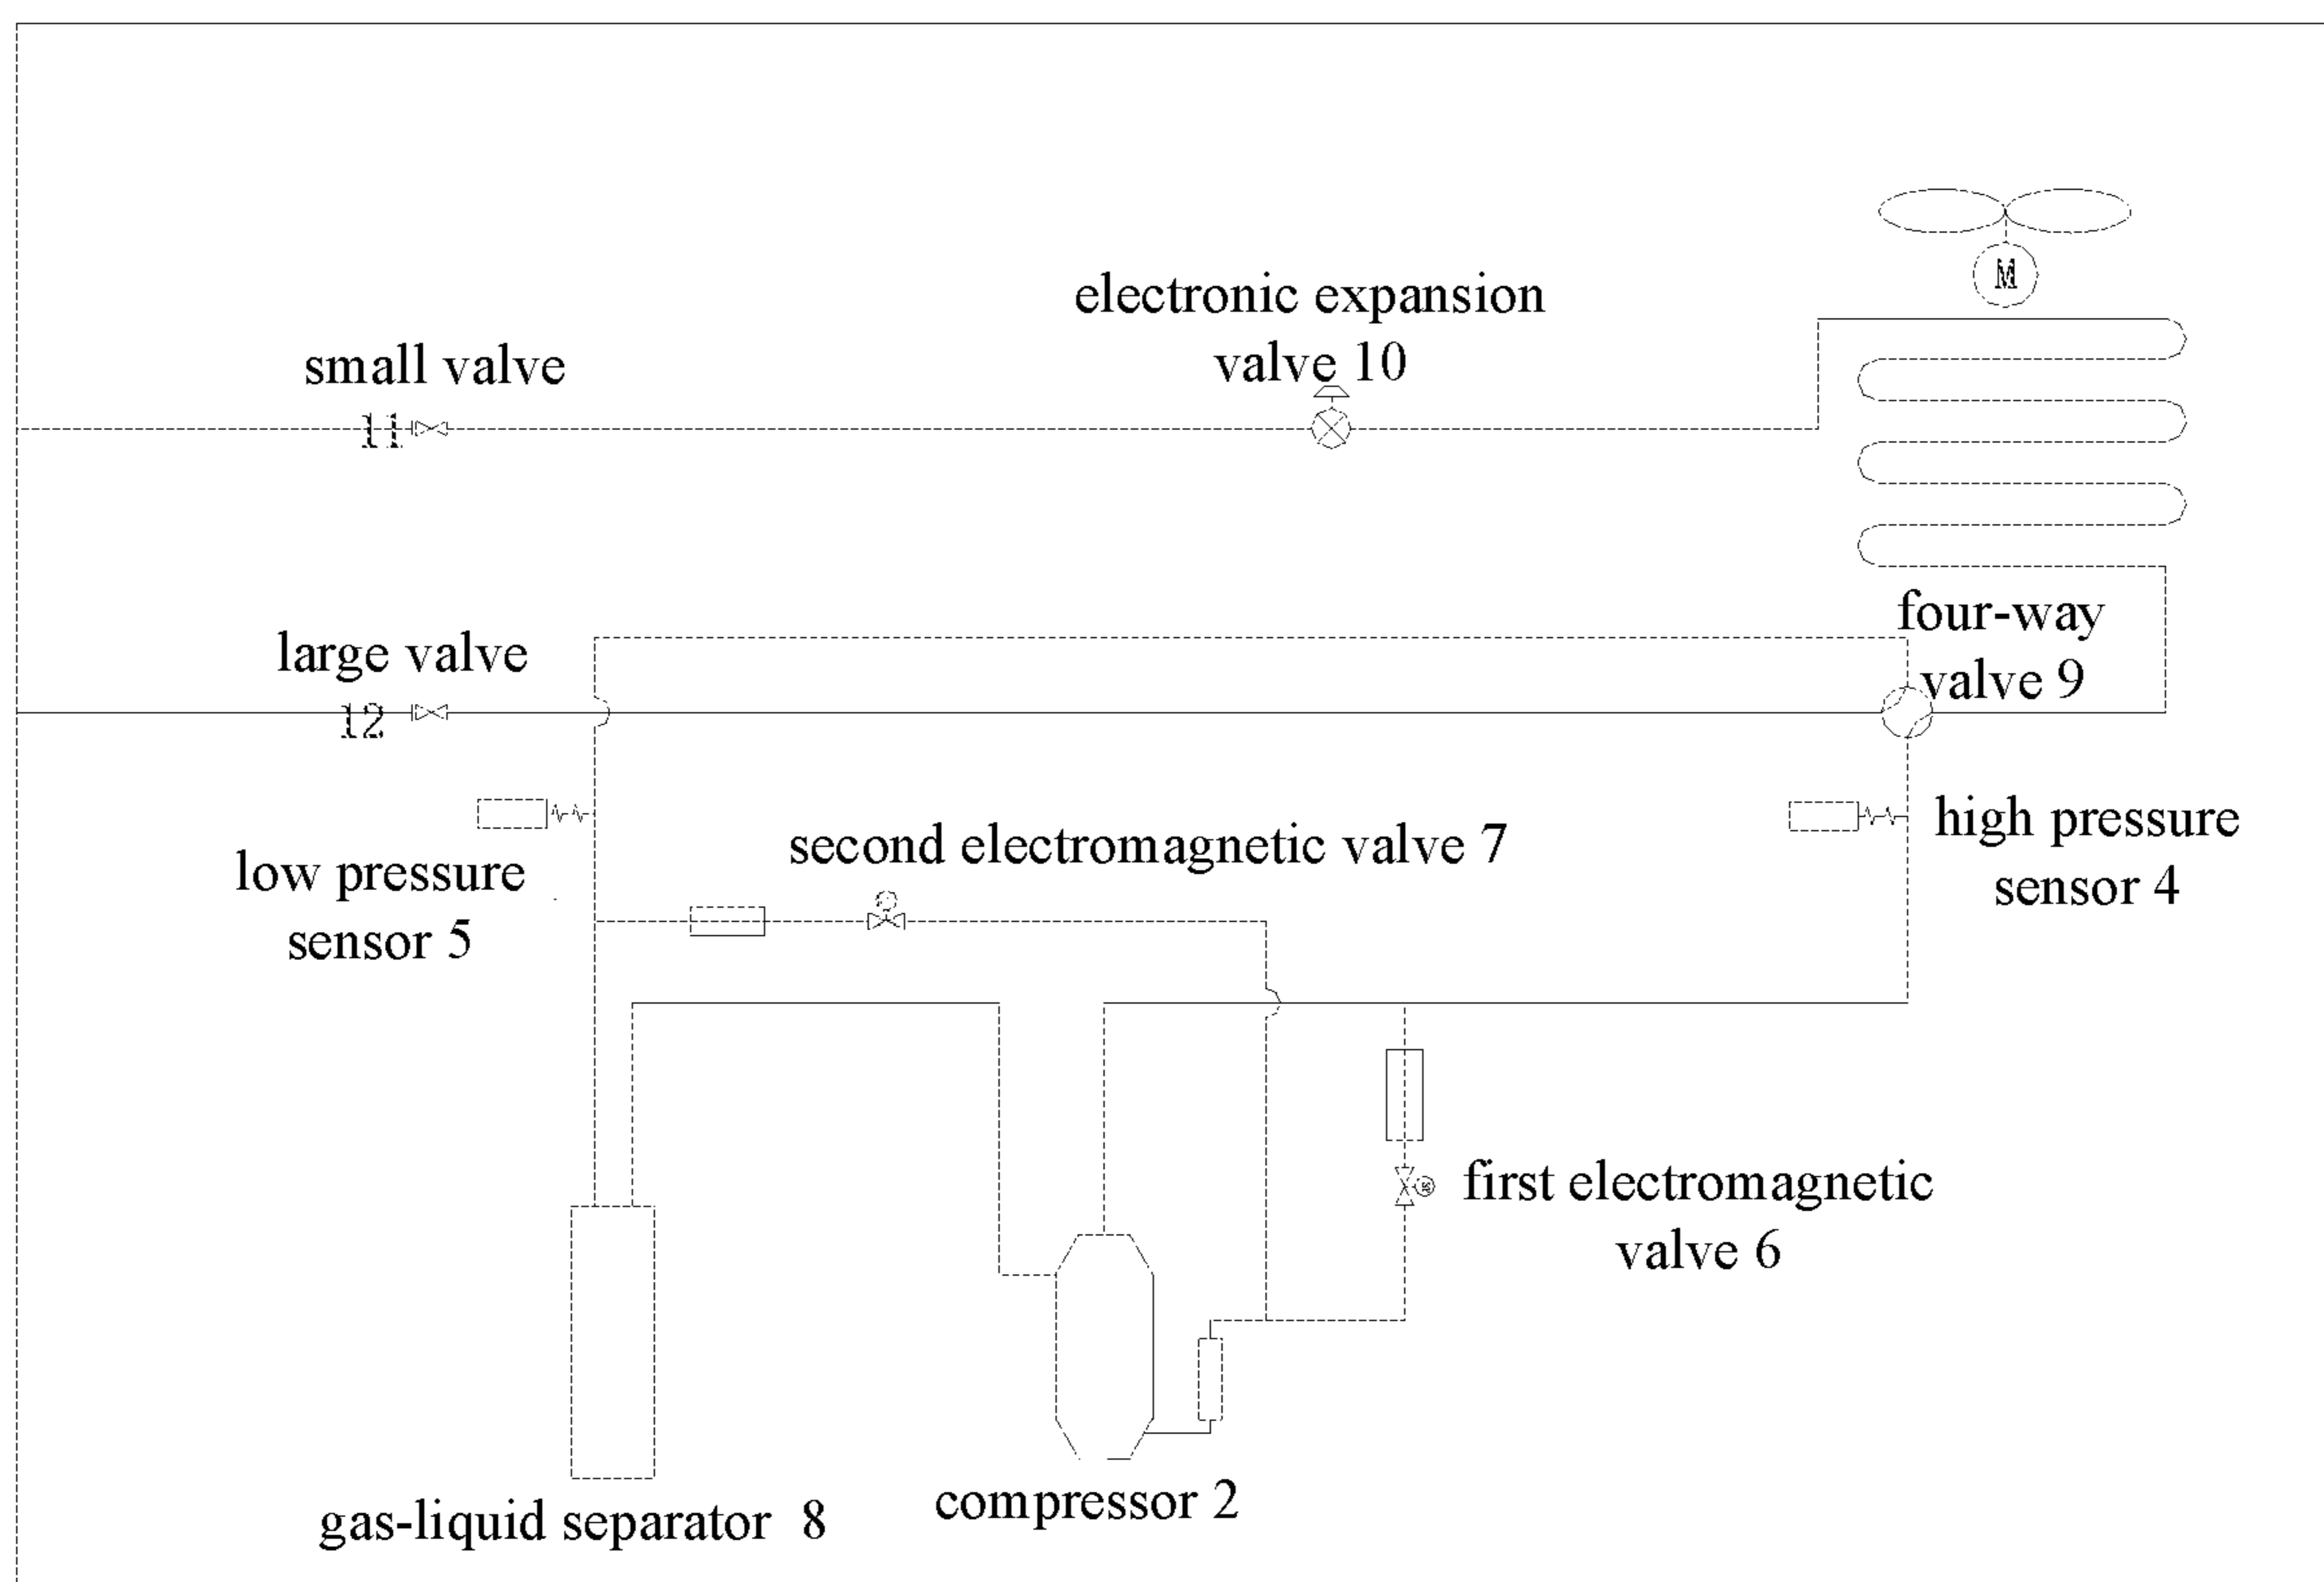 M
electronic expansion
valve 10
small valve
11
four-way
valve 9
large valve
12
high pressure
sensor 4
second electromagnetic valve 7
low pressure
sensor 5
first electromagnetic
valve 6
compressor 2
gas-liquid separator 8